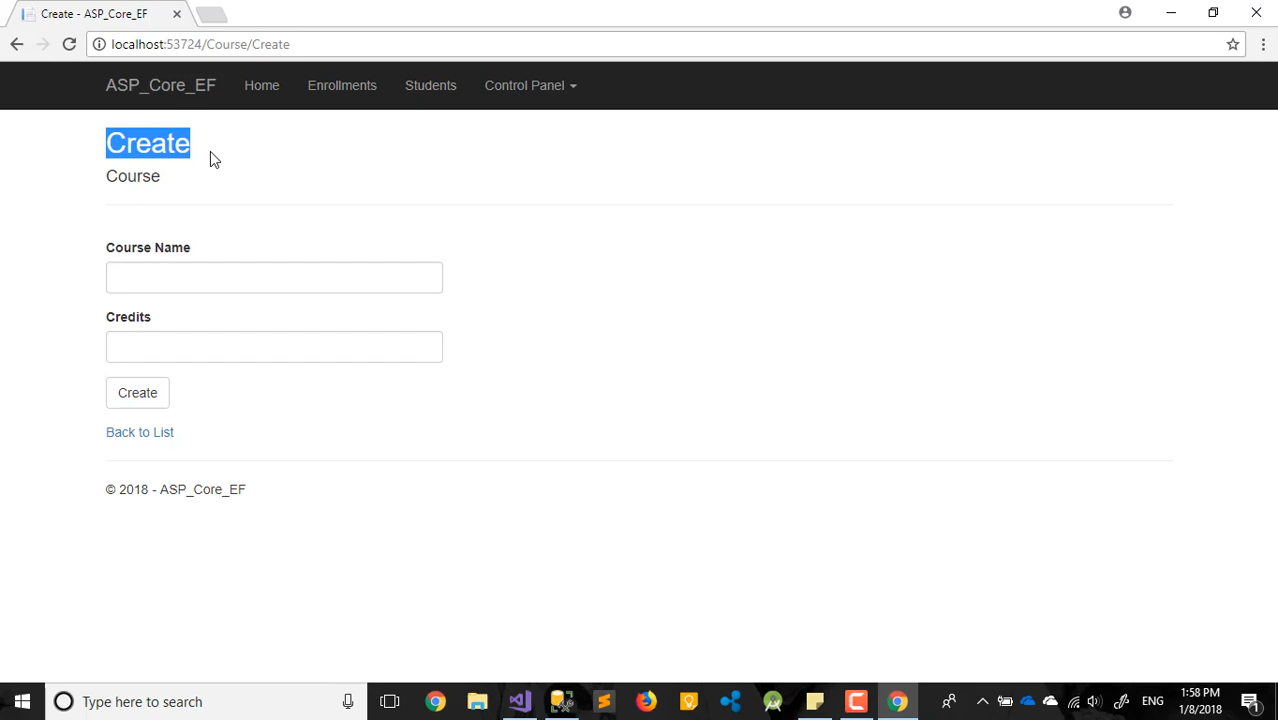 Create - ASP_Core_EF
localhost:53724/Course/Create
ASP_Core_EF Home Enrollments Students Control Panel
Create
Course
Course Name
Credits
Create
Back to List
© 2018 - ASP_Core_EF
Type here to search
ENG
1:58 PM
1/8/2018
1